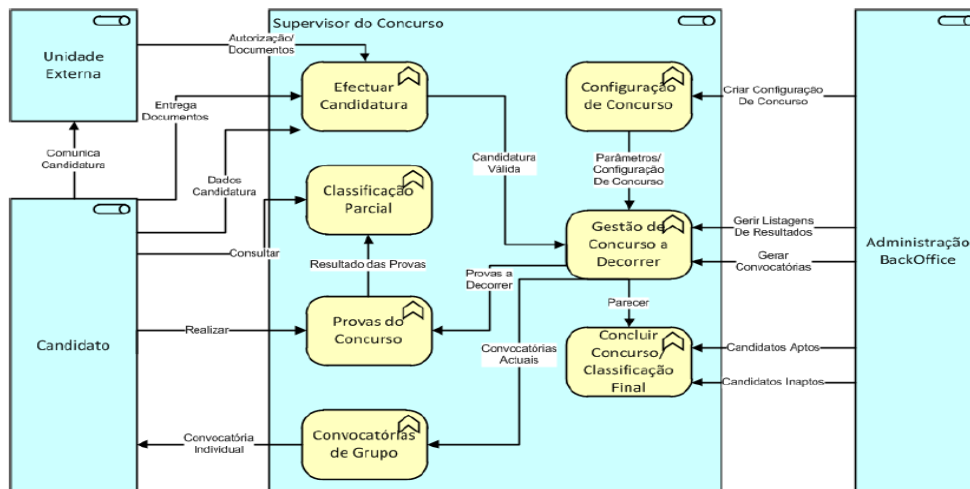 Supervisor do Concurso
Unidade
Externa
Autorização/
Documentos
Efectuar
Candidatura
Configuração
de Concurso
Criar Configuração
De Concurso
Entrega
Documentos
Comunica
Candidatura
Dados
Candidatura
Candidatura
Válida
Parâmetros/
Configuração
De Concurso
Classificação
Parcial
Consultar
Gestão de
Concurso a
Decorrer
Gerir Listagens
De Resultados
Gerar
Convocatórias
Administração
BackOffice
Resultado das Provas
Provas a
Decorrer
Parecer
Candidato
Realizar
Provas do
Concurso
Convocatórias
Actuais
Concluir
Concurso/
Classificação
Final
Candidatos Aptos
Candidatos Inaptos
Convocatória
Individual
Convocatórias
de Grupo